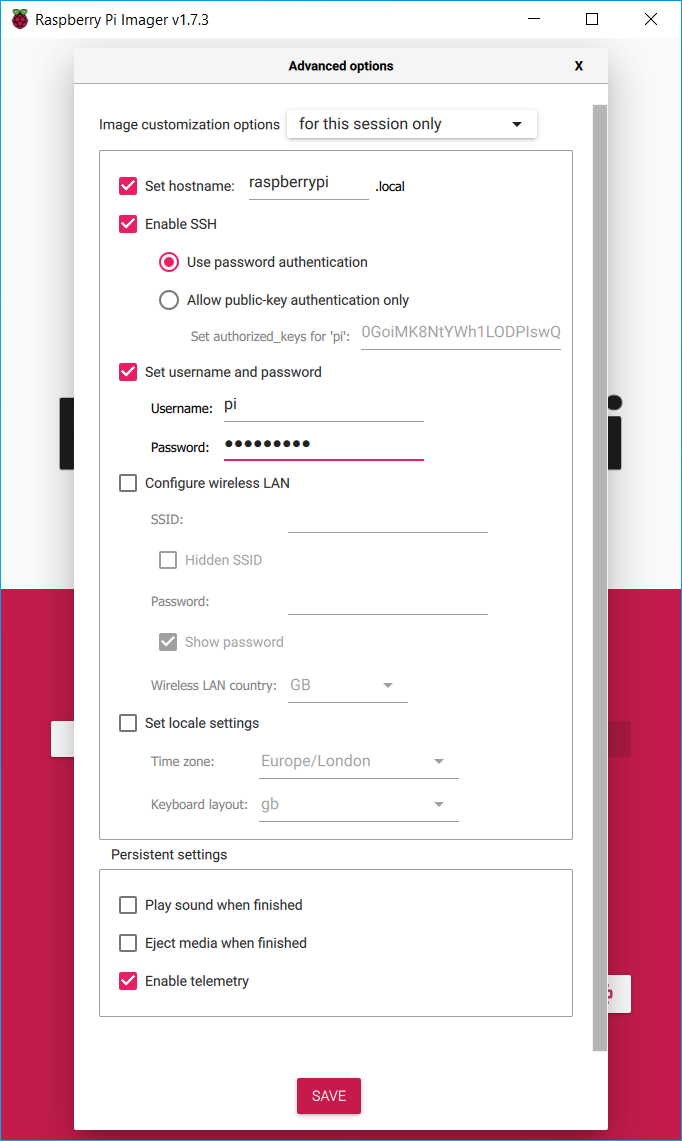 Raspberry Pi Imager v1.7.3
Advanced options X
Image customization options for this session only
Set hostname: raspberrypi .local
Enable SSH
Use password authentication
Allow public-key authentication only
Set authorized_keys for 'pi': 0GoiMK8NtYWh1LODPIswQ
Set username and password
Username: pi
Password: •••••••••
Configure wireless LAN
SSID:
Hidden SSID
Password:
Show password
Wireless LAN country: GB
Set locale settings
Time zone: Europe/London
Keyboard layout: gb
Persistent settings
Play sound when finished
Eject media when finished
Enable telemetry
SAVE